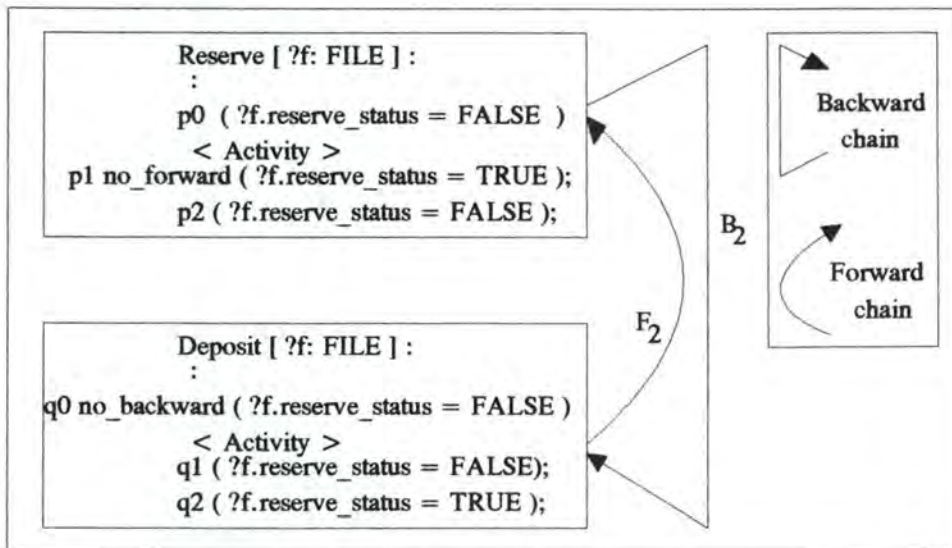 Reserve [ ?f: FILE ] :
:
p0 ( ?f.reserve_status = FALSE )
< Activity >
p1 no_forward ( ?f.reserve_status = TRUE );
p2 ( ?f.reserve_status = FALSE );
Deposit [ ?f: FILE ] :
:
q0 no_backward ( ?f.reserve_status = FALSE )
< Activity >
q1 ( ?f.reserve_status = FALSE);
q2 ( ?f.reserve_status = TRUE );
F2
B2
Backward
chain
Forward
chain